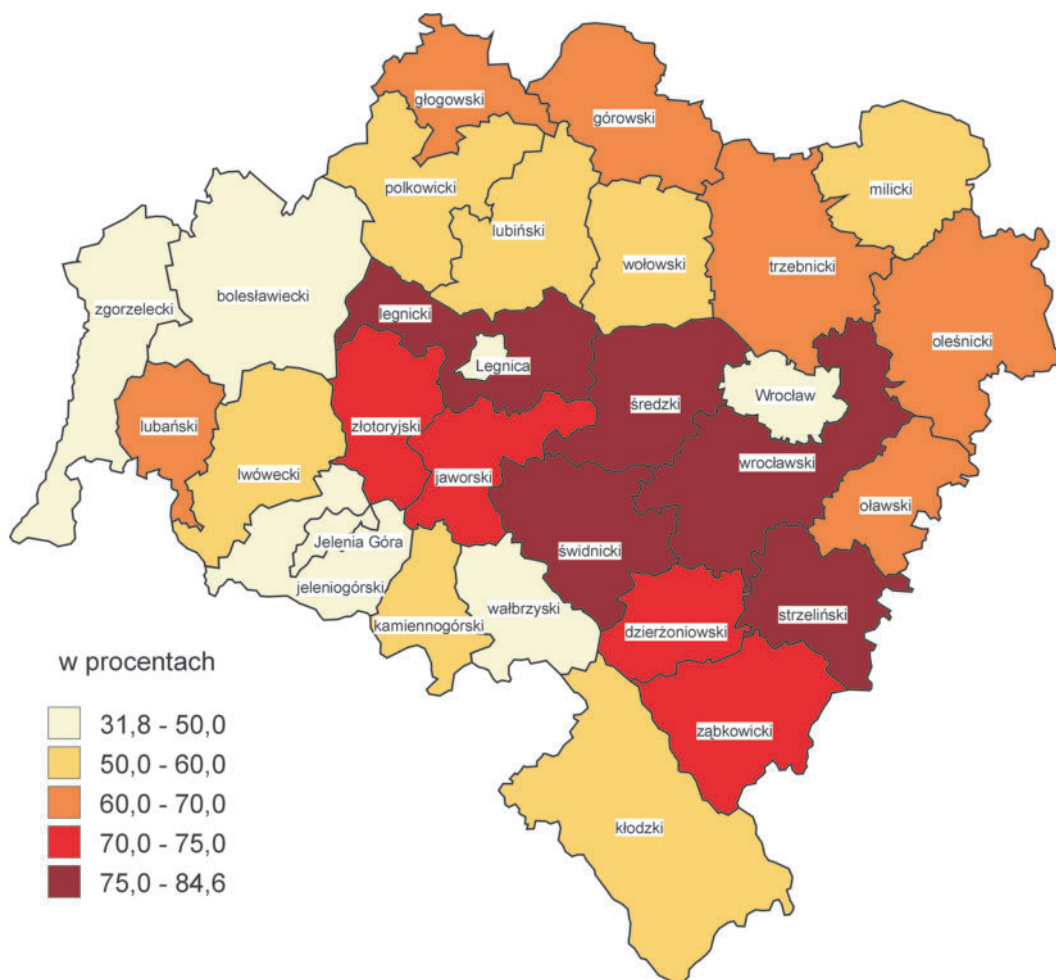 głogowski
górowski
milicki
polkowicki
lubiński
wołowski
trzebnicki
zgorzelecki
bolesławiecki
legnicki
oleśnicki
Legnica
Wrocław
lubański
złotoryjski
średzki
wrocławski
lwówecki
jaworski
oławski
Jelenia Góra
świdnicki
jeleniogórski
wałbrzyski
strzeliński
kamiennogórski
dzierżoniowski
ząbkowicki
kłodzki
w procentach
31,8 - 50,0
50,0 - 60,0
60,0 - 70,0
70,0 - 75,0
75,0 - 84,6